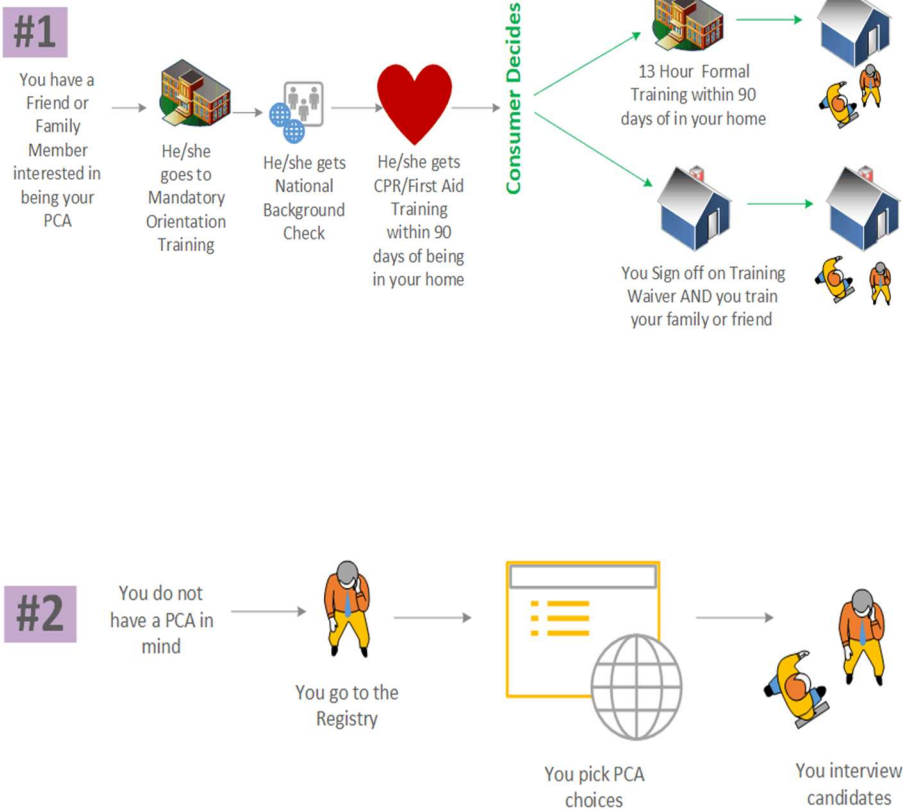 #1
You have a
Friend or
Family
Member
interested in
being your
PCA
He/she
goes to
Mandatory
Orientation
Training
He/she gets
National
Background
Check
He/she gets
CPR/First Aid
Training
within 90
days of being
in your home
Consumer Decides
13 Hour Formal
Training within 90
days of in your home
You Sign off on Training
Waiver AND you train
your family or friend
#2
You do not
have a PCA in
mind
You go to the
Registry
You pick PCA
choices
You interview
candidates